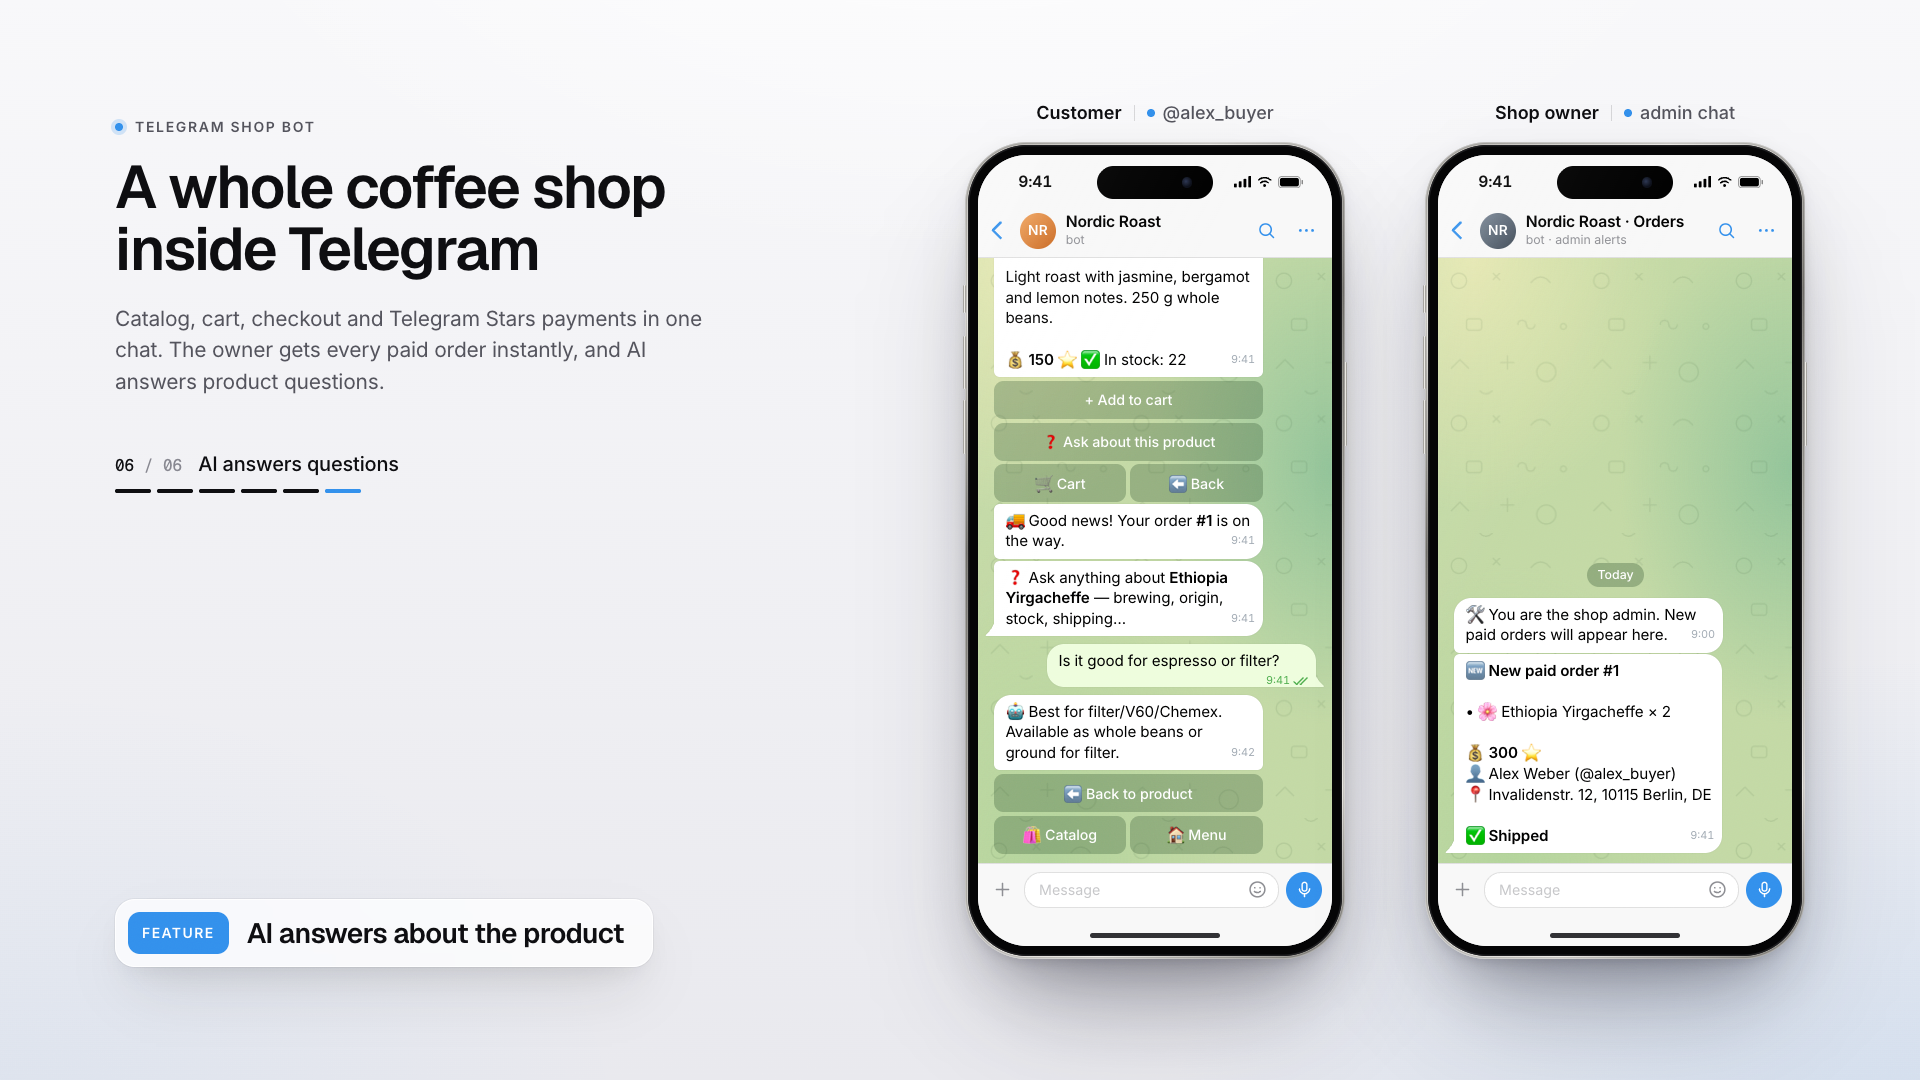 TELEGRAM SHOP BOT
A whole coffee shop
inside Telegram
Catalog, cart, checkout and Telegram Stars payments in one
chat. The owner gets every paid order instantly, and AI
answers product questions.
06 / 06 AI answers questions
FEATURE AI answers about the product
Customer @alex_buyer
9:41
NR Nordic Roast
bot
Light roast with jasmine, bergamot
and lemon notes. 250 g whole
beans.
💰 150 ⭐ ✅ In stock: 22 9:41
+ Add to cart
❓ Ask about this product
🛒 Cart ⬅️ Back
🚚 Good news! Your order #1 is on
the way. 9:41
❓ Ask anything about Ethiopia
Yirgacheffe — brewing, origin,
stock, shipping... 9:41
Is it good for espresso or filter?
9:41
🤖 Best for filter/V60/Chemex.
Available as whole beans or
ground for filter. 9:42
⬅️ Back to product
🛍️ Catalog 🏠 Menu
Message
Shop owner admin chat
9:41
NR Nordic Roast · Orders
bot · admin alerts
Today
🛠️ You are the shop admin. New
paid orders will appear here. 9:00
🆕 New paid order #1
• 🌸 Ethiopia Yirgacheffe × 2
💰 300 ⭐
👤 Alex Weber (@alex_buyer)
📍 Invalidenstr. 12, 10115 Berlin, DE
✅ Shipped 9:41
Message